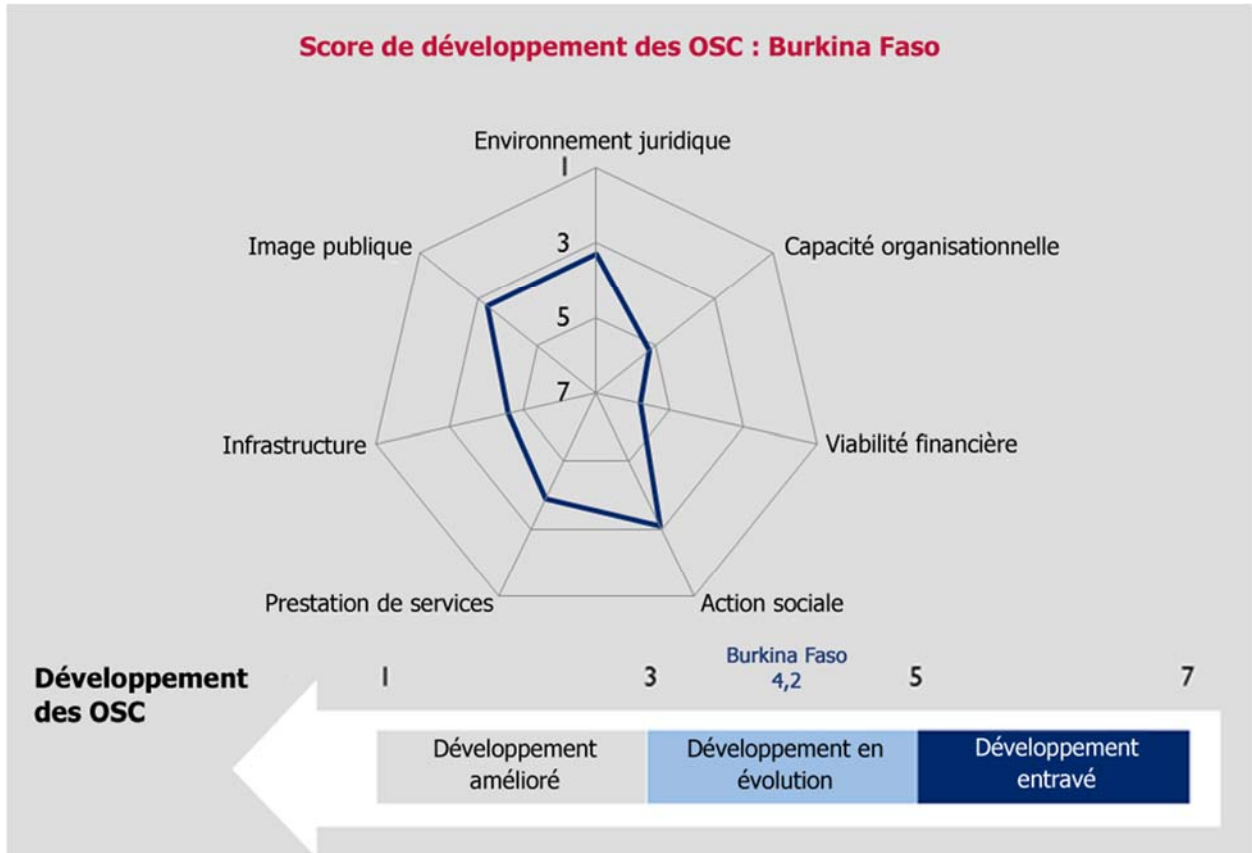 Score de développement des OSC : Burkina Faso
Environnement juridique
1
Image publique
3
Capacité organisationnelle
5
7
Infrastructure
Viabilité financière
Prestation de services
Action sociale
Développement
des OSC
1
3
Burkina Faso
4,2
5
7
Développement
amélioré
Développement en
évolution
Développement
entravé